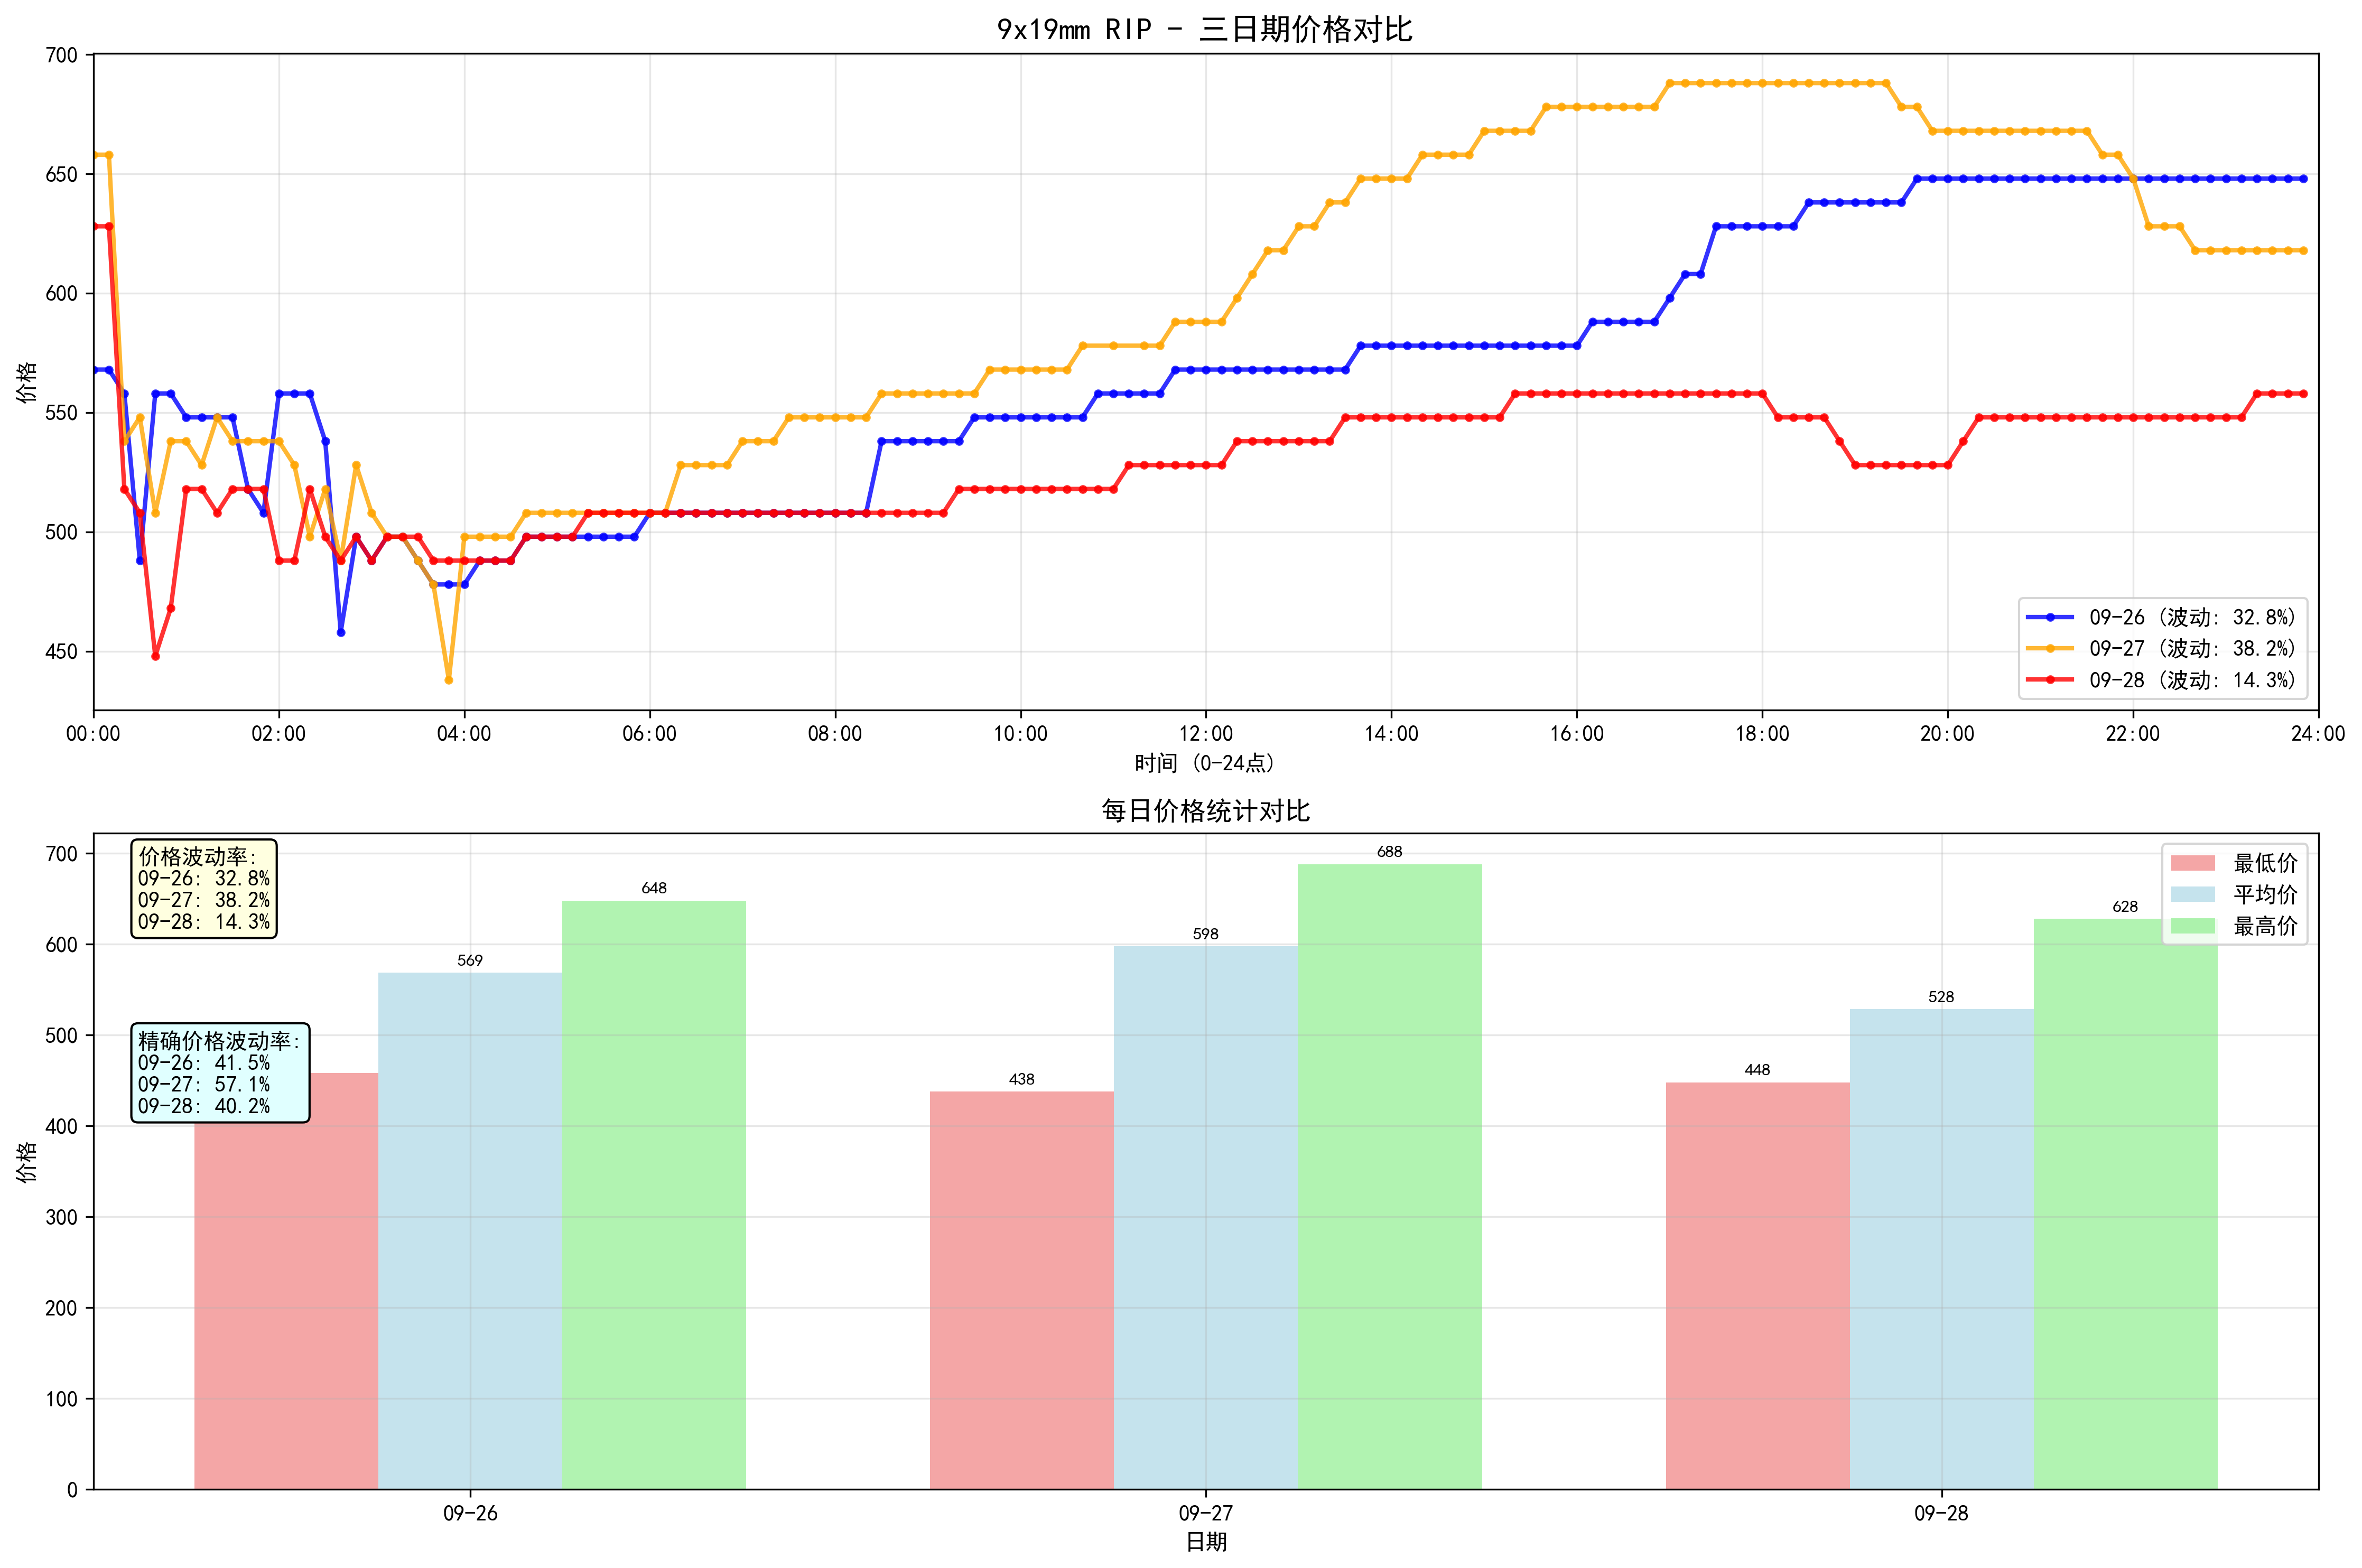 9x19mm RIP - 三日期价格对比
700
650
600
550
500
450
价格
00:00 02:00 04:00 06:00 08:00 10:00 12:00 14:00 16:00 18:00 20:00 22:00 24:00
时间 (0-24点)
09-26 (波动: 32.8%)
09-27 (波动: 38.2%)
09-28 (波动: 14.3%)
每日价格统计对比
700
600
500
400
300
200
100
0
价格
价格波动率:
09-26: 32.8%
09-27: 38.2%
09-28: 14.3%
精确价格波动率:
09-26: 41.5%
09-27: 57.1%
09-28: 40.2%
569
648
438
598
688
448
528
628
最低价
平均价
最高价
09-26 09-27 09-28
日期